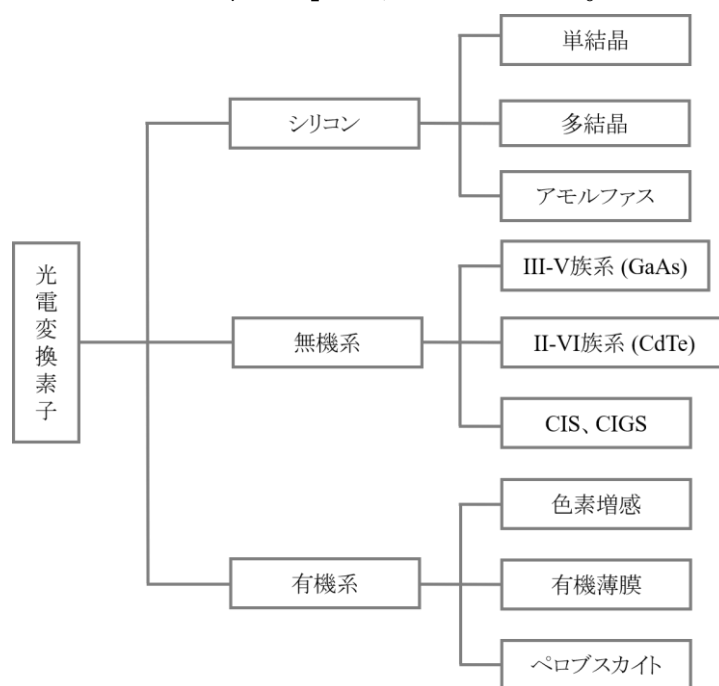 単結晶
シリコン
多結晶
アモルファス
光電変換素子
III-V族系 (GaAs)
無機系
II-VI族系 (CdTe)
CIS、CIGS
色素増感
有機系
有機薄膜
ペロブスカイト